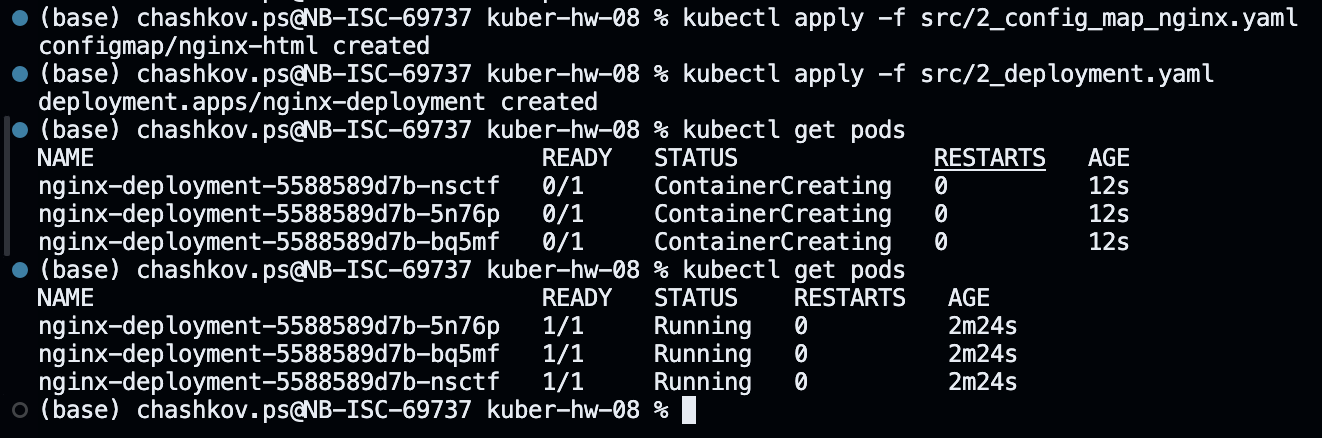 (base) chashkov.ps@NB-ISC-69737 kuber-hw-08 % kubectl apply -f src/2_config_map_nginx.yaml
configmap/nginx-html created
(base) chashkov.ps@NB-ISC-69737 kuber-hw-08 % kubectl apply -f src/2_deployment.yaml
deployment.apps/nginx-deployment created
(base) chashkov.ps@NB-ISC-69737 kuber-hw-08 % kubectl get pods
NAME                                READY   STATUS              RESTARTS   AGE
nginx-deployment-5588589d7b-nsctf   0/1     ContainerCreating   0          12s
nginx-deployment-5588589d7b-5n76p   0/1     ContainerCreating   0          12s
nginx-deployment-5588589d7b-bq5mf   0/1     ContainerCreating   0          12s
(base) chashkov.ps@NB-ISC-69737 kuber-hw-08 % kubectl get pods
NAME                                READY   STATUS    RESTARTS   AGE
nginx-deployment-5588589d7b-5n76p   1/1     Running   0          2m24s
nginx-deployment-5588589d7b-bq5mf   1/1     Running   0          2m24s
nginx-deployment-5588589d7b-nsctf   1/1     Running   0          2m24s
(base) chashkov.ps@NB-ISC-69737 kuber-hw-08 %